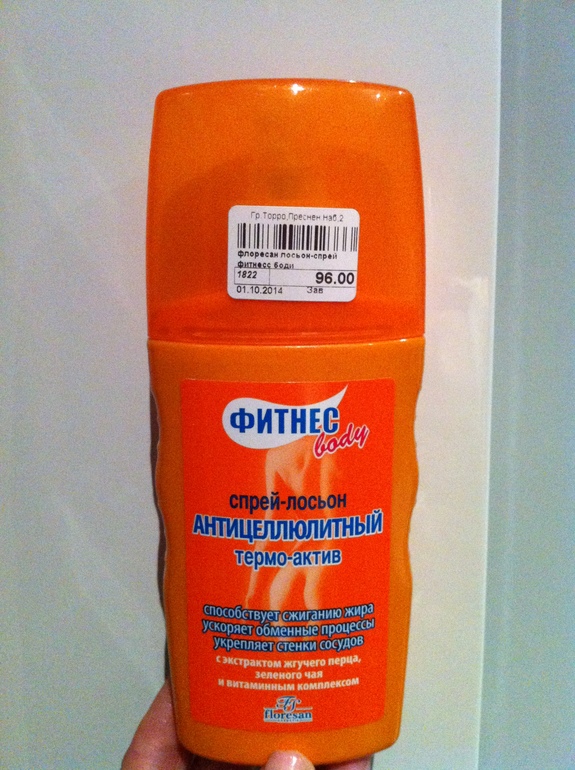 Гр.Торро,Преснен.наб,2
флоресан лосьон-спрей
фитнесс боди
1822
96.00
01.10.2014 Зав
ФИТНЕС
body
спрей-лосьон
АНТИЦЕЛЛЮЛИТНЫЙ
термо-актив
способствует сжиганию жира
ускоряет обменные процессы
укрепляет стенки сосудов
с экстрактом жгучего перца,
зеленого чая
и витаминным комплексом
floresan